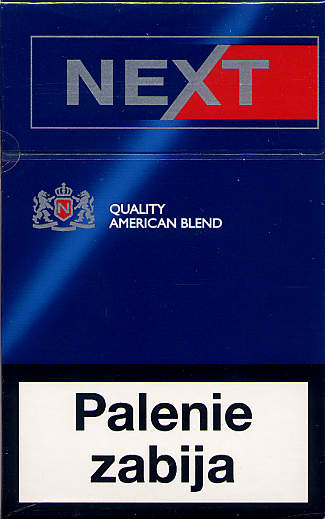 NEXT
N
QUALITY
AMERICAN BLEND
Palenie
zabija